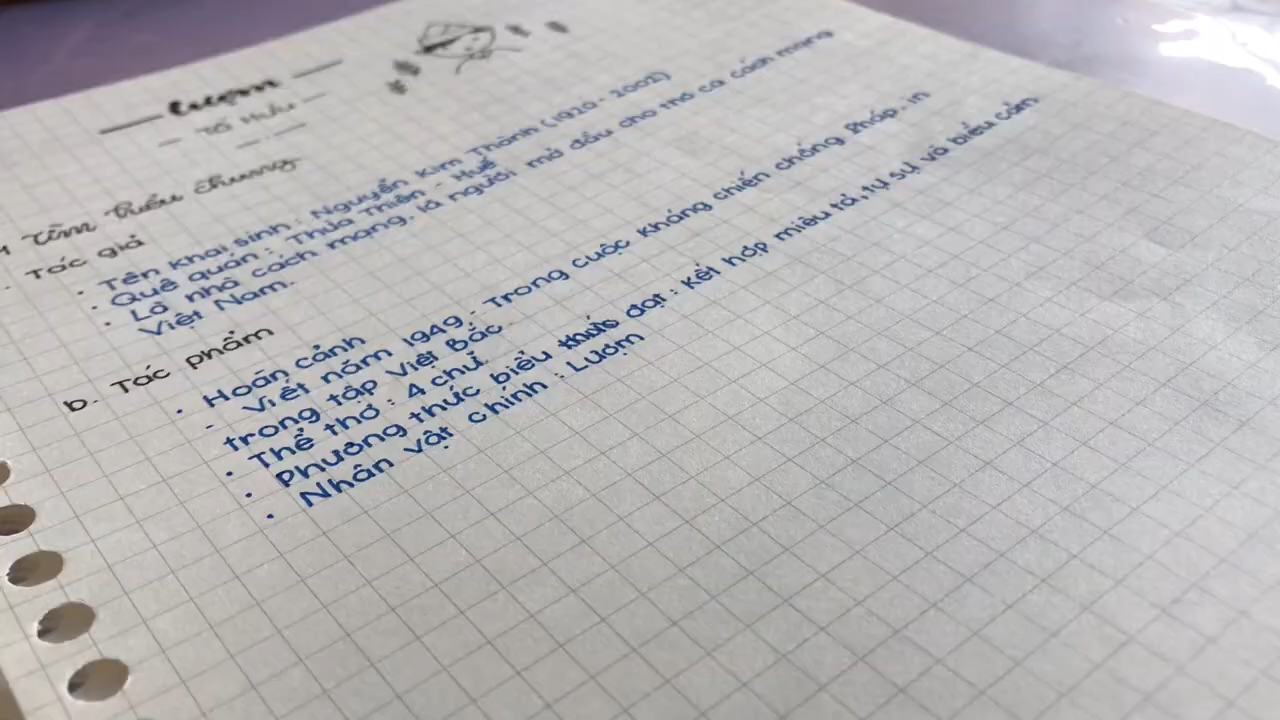 Lượm
Tố Hữu
Tìm hiểu chung
Tác giả
• Tên khai sinh : Nguyễn Kim Thành (1920 - 2002)
• Quê quán : Thừa Thiên - Huế
• Là nhà cách mạng, là người mở đầu cho thơ ca cách mạng
Việt Nam.
b. Tác phẩm
• Hoàn cảnh
- Viết năm 1949 - Trong cuộc kháng chiến chống Pháp. in
trong tập Việt Bắc
• Thể thơ : 4 chữ
• Phương thức biểu đạt : Kết hợp miêu tả, tự sự và biểu cảm
• Nhân vật chính : Lượm